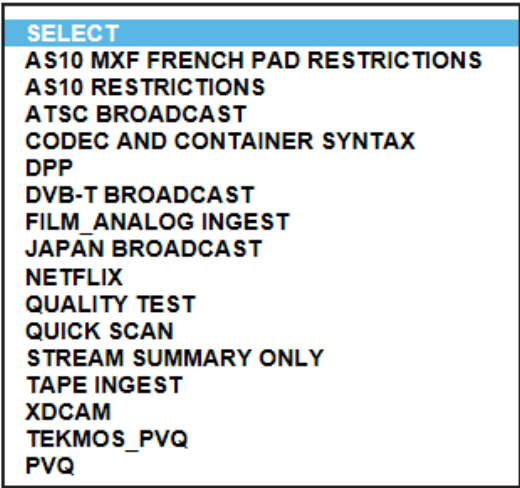 SELECT
AS10 MXF FRENCH PAD RESTRICTIONS
AS10 RESTRICTIONS
ATSC BROADCAST
CODEC AND CONTAINER SYNTAX
DPP
DVB-T BROADCAST
FILM_ANALOG INGEST
JAPAN BROADCAST
NETFLIX
QUALITY TEST
QUICK SCAN
STREAM SUMMARY ONLY
TAPE INGEST
XDCAM
TEKMOS_PVQ
PVQ